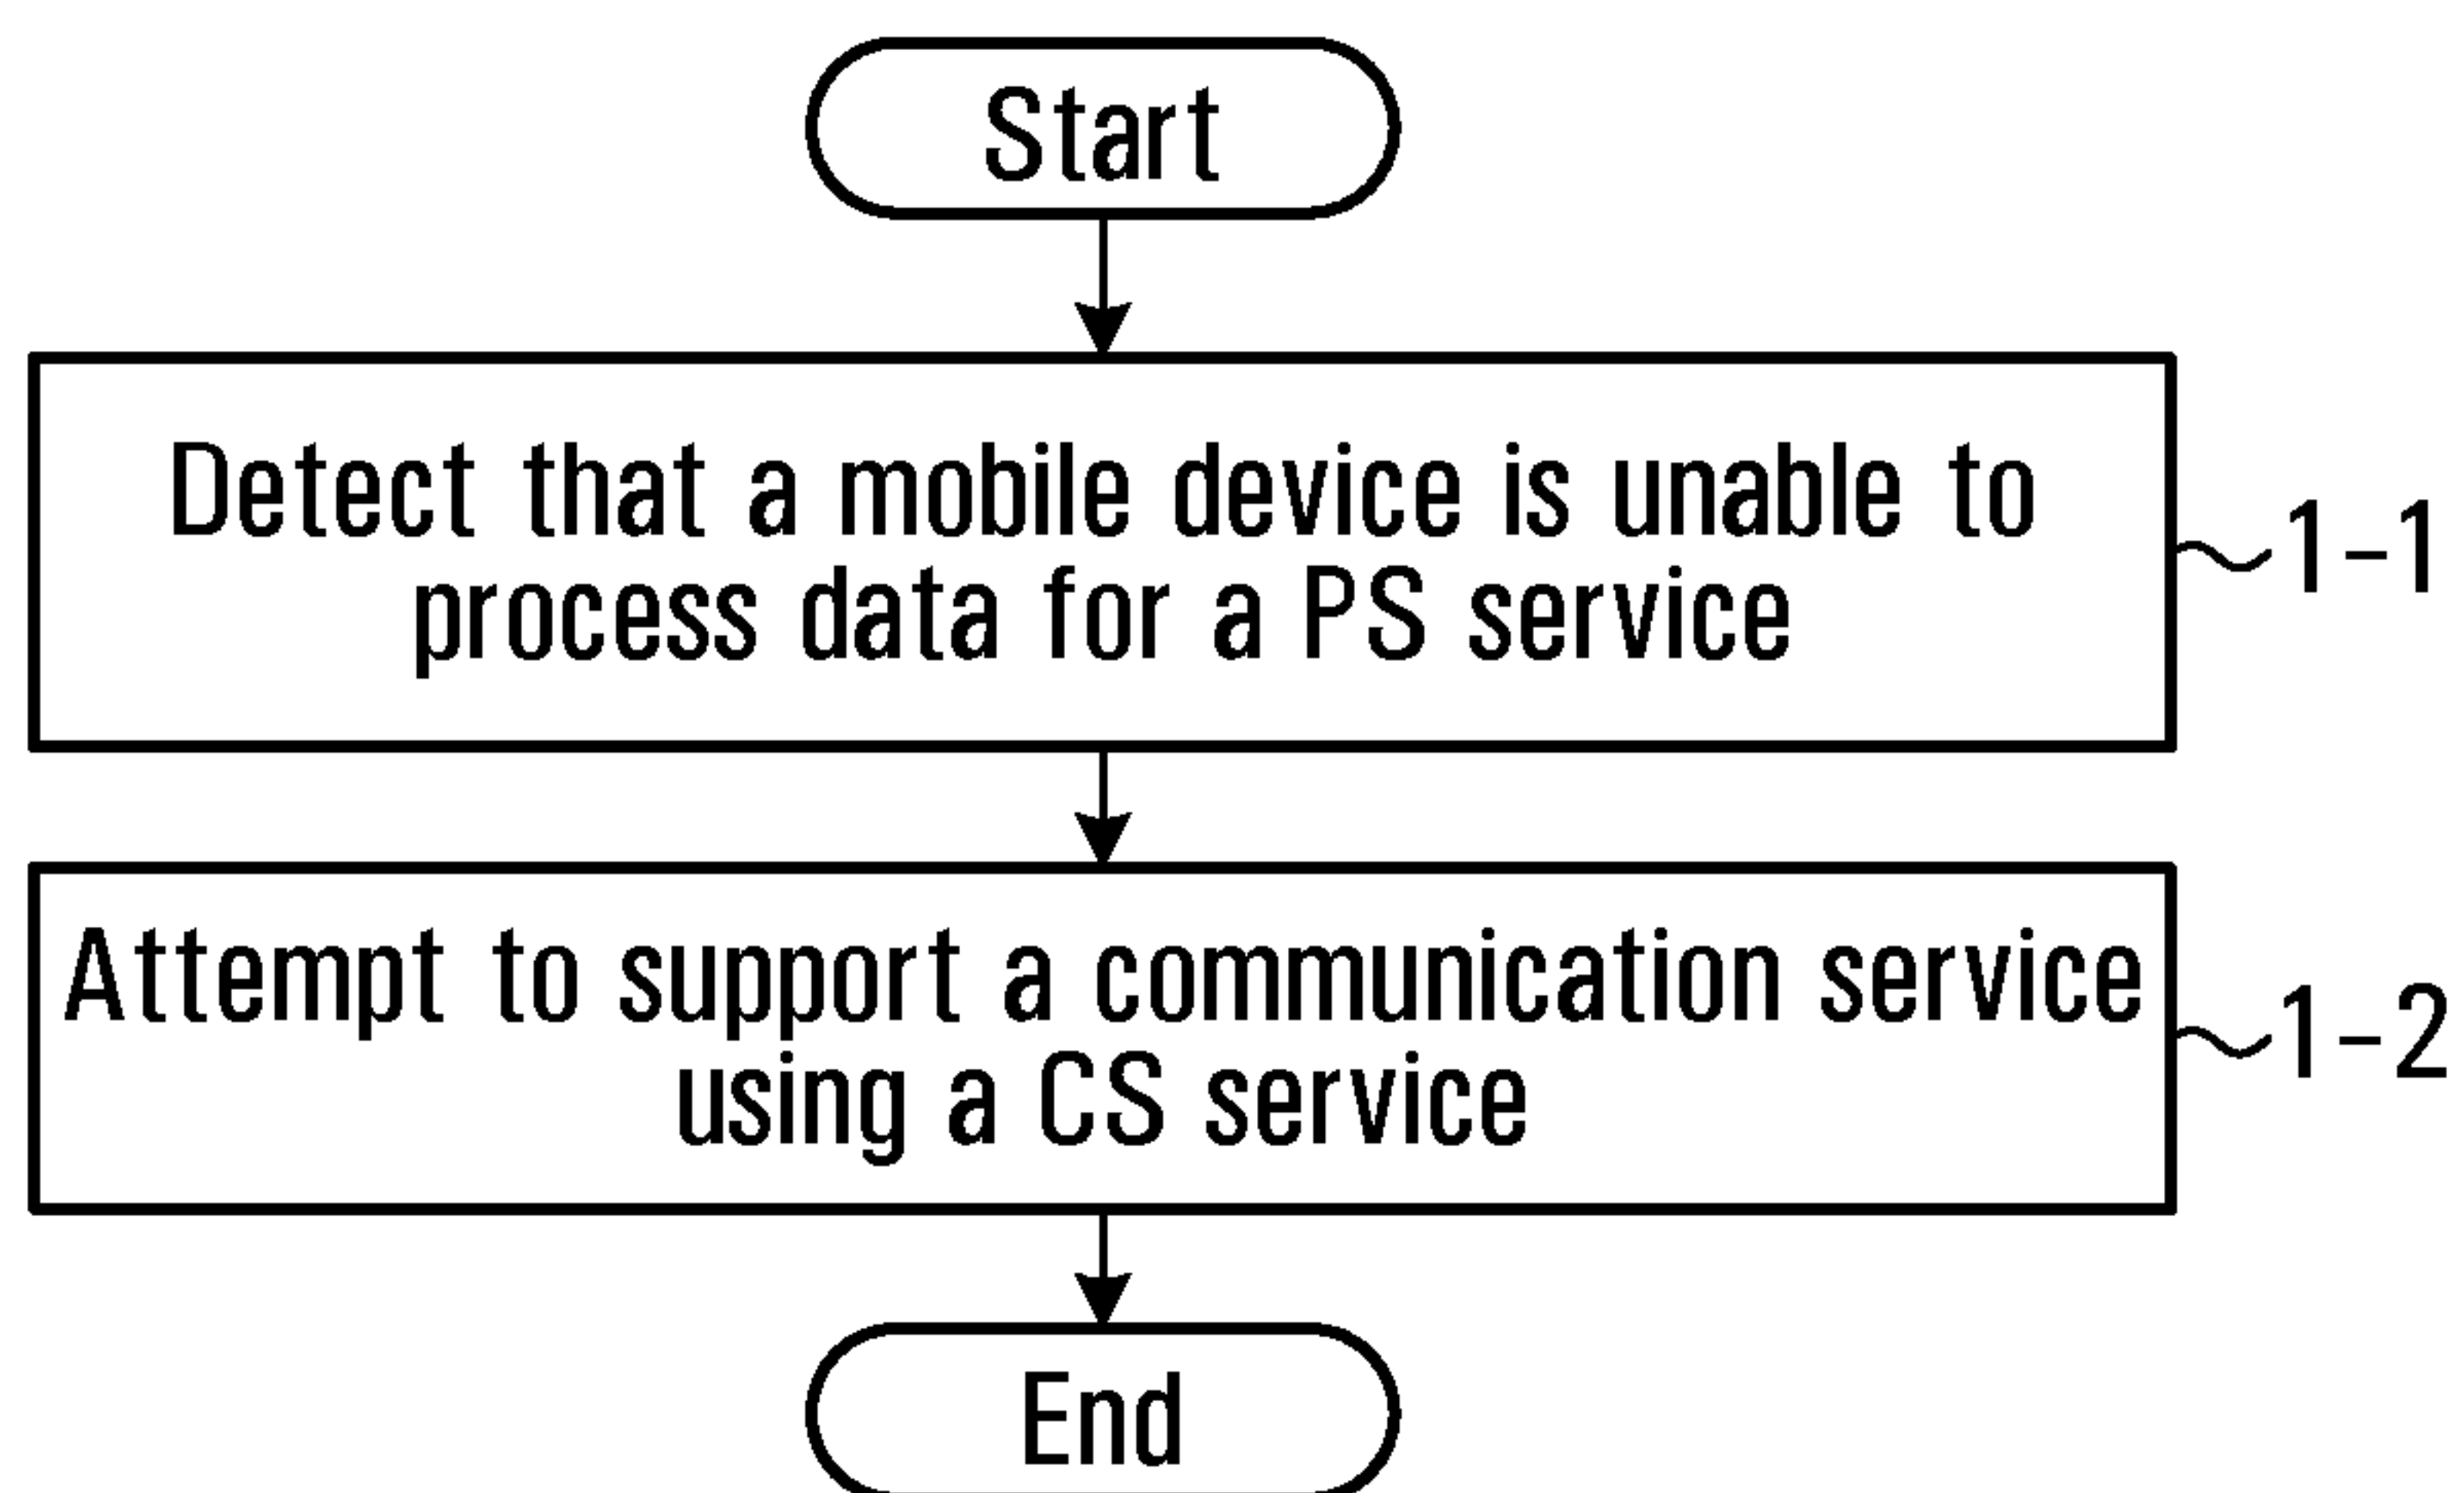 Start
Detect that a mobile device is unable to
process data for a PS service
1-1
Attempt to support a communication service
using a CS service
1-2
End